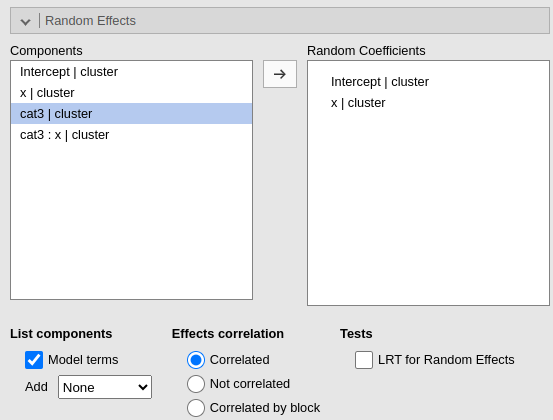 Random Effects
Components
Random Coefficients
Intercept | cluster
x | cluster
cat3 | cluster
cat3 : x | cluster
Intercept | cluster
x | cluster
List components
Effects correlation
Tests
Model terms
Correlated
LRT for Random Effects
Add
None
Not correlated
Correlated by block